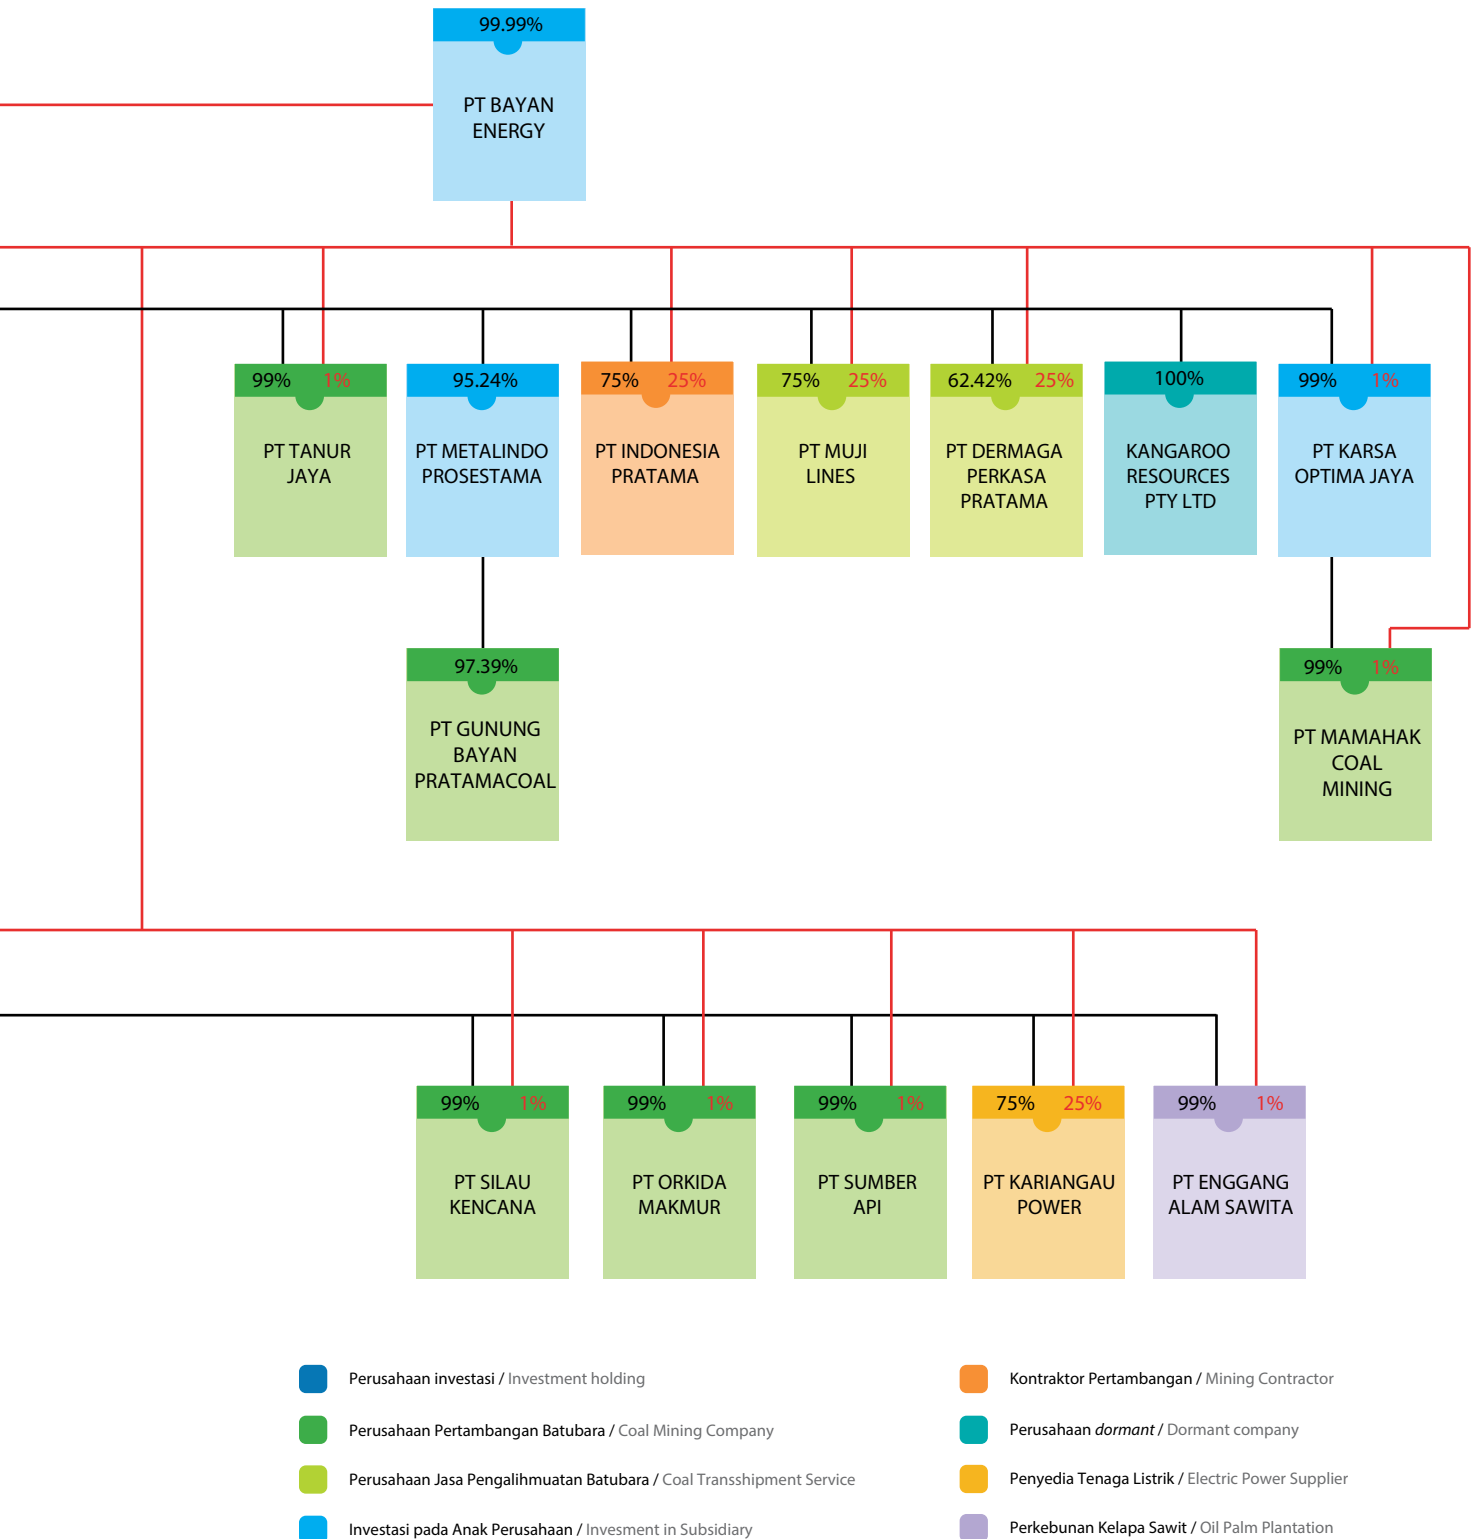 99.99%
PT BAYAN
ENERGY
99% 1%
PT TANUR
JAYA
95.24%
PT METALINDO
PROSESTAMA
75% 25%
PT INDONESIA
PRATAMA
75% 25%
PT MUJI
LINES
62.42% 25%
PT DERMAGA
PERKASA
PRATAMA
100%
KANGAROO
RESOURCES
PTY LTD
99% 1%
PT KARSA
OPTIMA JAYA
97.39%
PT GUNUNG
BAYAN
PRATAMACOAL
99% 1%
PT MAMAHAK
COAL
MINING
99% 1%
PT SILAU
KENCANA
99% 1%
PT ORKIDA
MAKMUR
99% 1%
PT SUMBER
API
75% 25%
PT KARIANGAU
POWER
99% 1%
PT ENGGANG
ALAM SAWITA
Perusahaan investasi / Investment holding
Perusahaan Pertambangan Batubara / Coal Mining Company
Perusahaan Jasa Pengalihmuatan Batubara / Coal Transshipment Service
Investasi pada Anak Perusahaan / Invesment in Subsidiary
Kontraktor Pertambangan / Mining Contractor
Perusahaan dormant / Dormant company
Penyedia Tenaga Listrik / Electric Power Supplier
Perkebunan Kelapa Sawit / Oil Palm Plantation